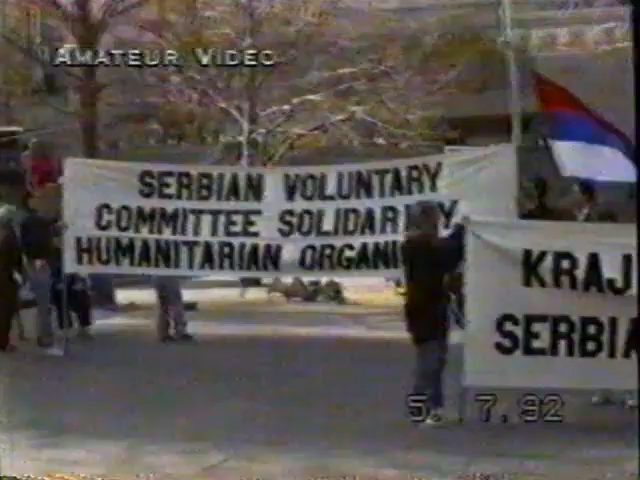 AMATEUR VIDEO
SERBIAN VOLUNTARY
COMMITTEE SOLIDARITY
HUMANITARIAN ORGANI
KRAJ
SERBIA
5. 7.92